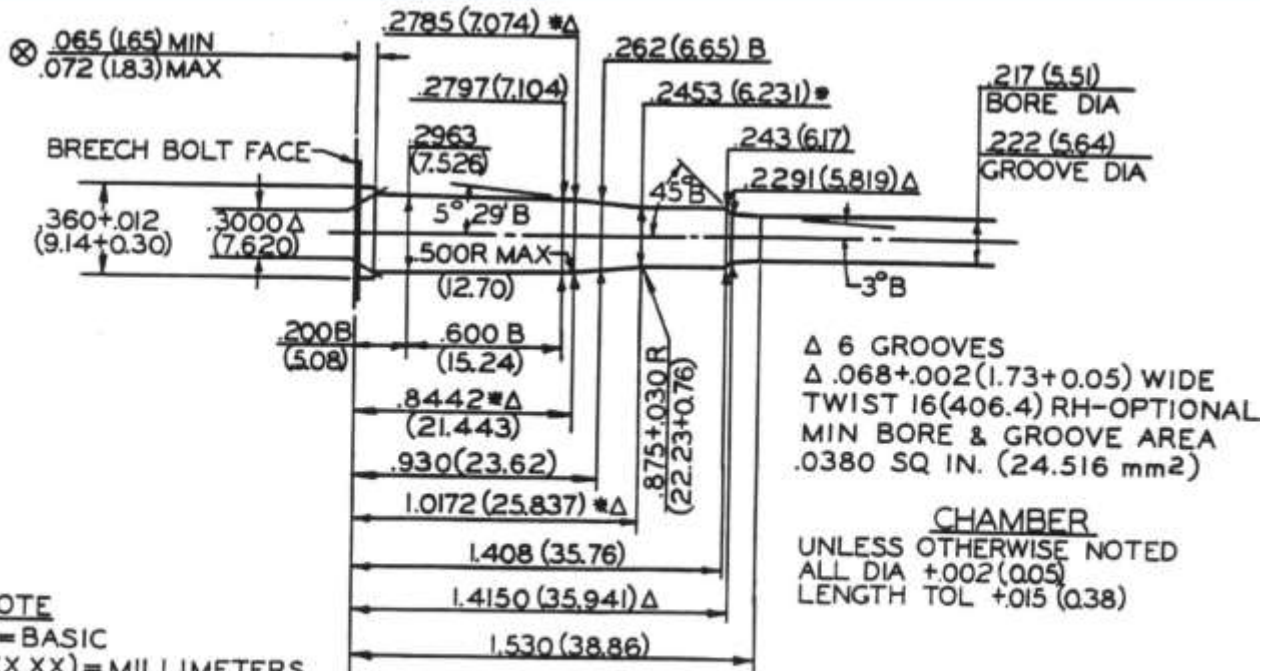 .2785 (7.074) *Δ
⊗ .065 (1.65) MIN
.072 (1.83) MAX
.262 (6.65) B
.2797 (7.104)
.2453 (6.231) *
.217 (5.51)
BORE DIA
.2963
(7.526)
.243 (6.17)
.222 (5.64)
GROOVE DIA
BREECH BOLT FACE
45° B
.2291 (5.819) Δ
.360+.012
(9.14+0.30)
.3000 Δ
(7.620)
5° 29' B
.500R MAX
(12.70)
3° B
.200 B
(5.08)
.600 B
(15.24)
.8442 *Δ
(21.443)
.875+.030 R
(22.23+0.76)
.930 (23.62)
1.0172 (25.837) *Δ
1.408 (35.76)
1.4150 (35.941) Δ
1.530 (38.86)
Δ 6 GROOVES
Δ .068+.002 (1.73+0.05) WIDE
TWIST 16 (406.4) RH-OPTIONAL
MIN BORE & GROOVE AREA
.0380 SQ IN. (24.516 mm2)
CHAMBER
UNLESS OTHERWISE NOTED
ALL DIA +.002 (0.05)
LENGTH TOL +.015 (0.38)
OTE
= BASIC
X.XX) = MILLIMETERS